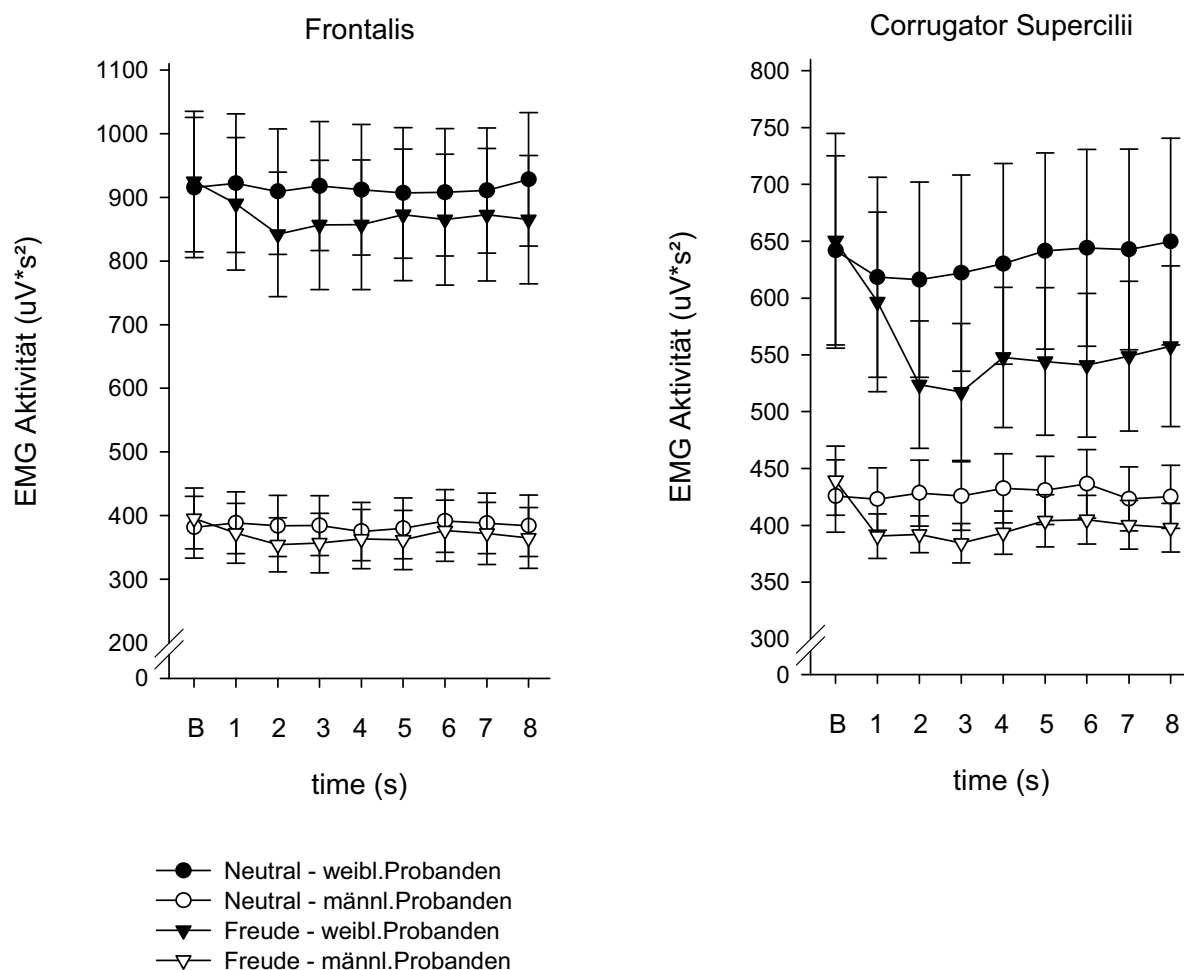 Frontalis
EMG Aktivität (uV*s²)
1100
1000
900
800
700
600
500
400
300
200
0
B 1 2 3 4 5 6 7 8
time (s)
Corrugator Supercilii
EMG Aktivität (uV*s²)
800
750
700
650
600
550
500
450
400
350
300
0
B 1 2 3 4 5 6 7 8
time (s)
Neutral - weibl.Probanden
Neutral - männl.Probanden
Freude - weibl.Probanden
Freude - männl.Probanden